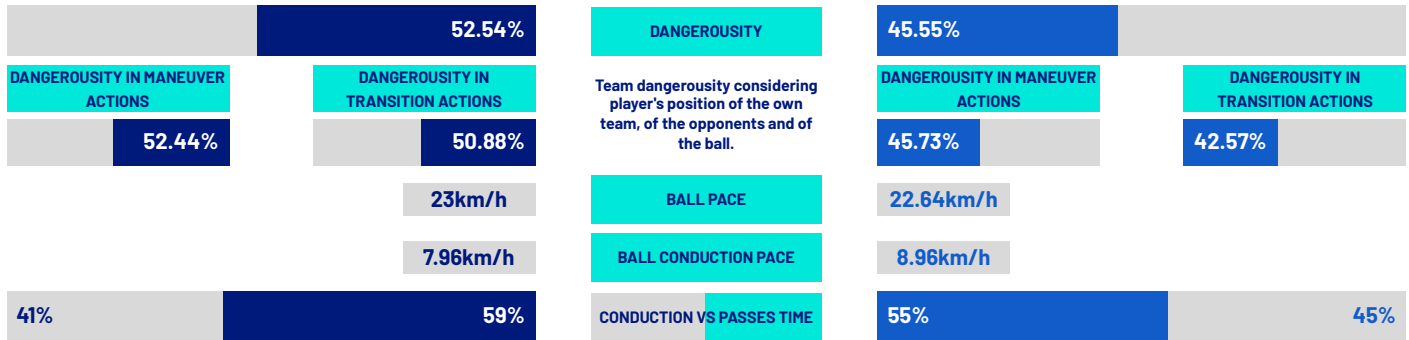 52.54%
DANGEROUSITY
45.55%
DANGEROUSITY IN MANEUVER
ACTIONS
DANGEROUSITY IN
TRANSITION ACTIONS
Team dangerousity considering
player's position of the own
team, of the opponents and of
the ball.
DANGEROUSITY IN MANEUVER
ACTIONS
DANGEROUSITY IN
TRANSITION ACTIONS
52.44%
50.88%
45.73%
42.57%
23km/h
BALL PACE
22.64km/h
7.96km/h
BALL CONDUCTION PACE
8.96km/h
41%
59%
CONDUCTION VS PASSES TIME
55%
45%